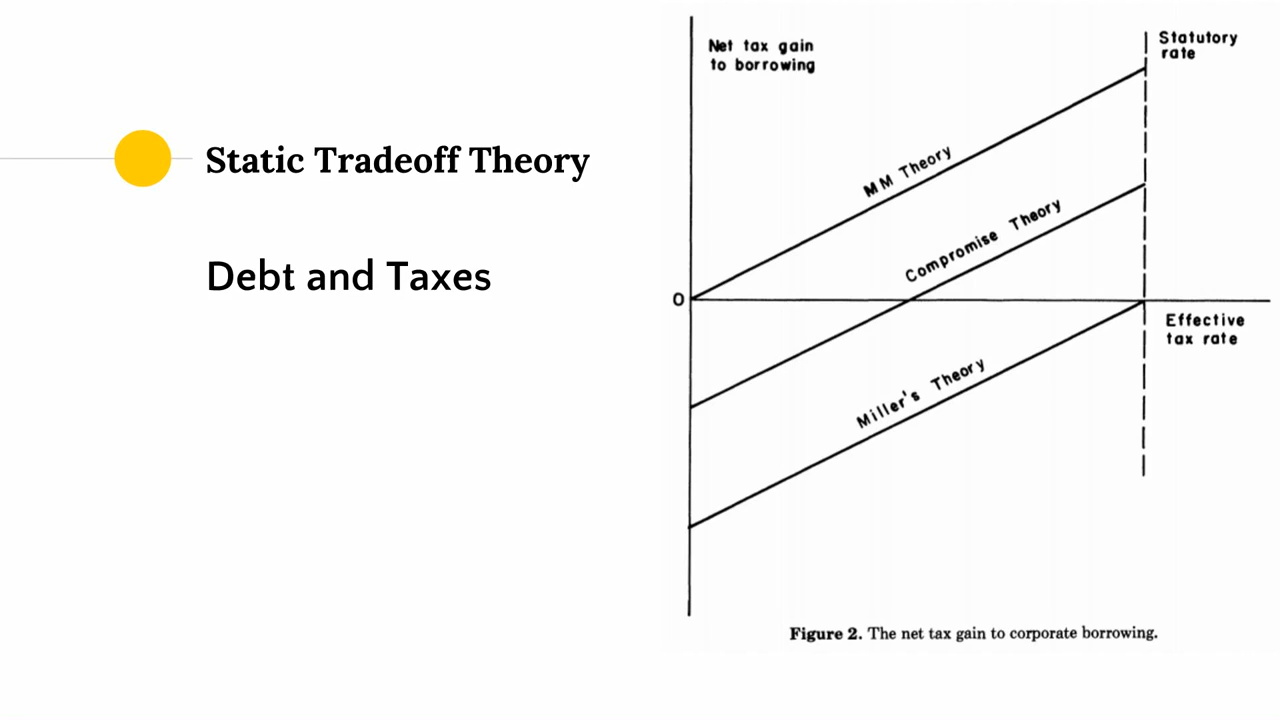 Static Tradeoff Theory
Debt and Taxes
Net tax gain
to borrowing
Statutory
rate
MM Theory
Compromise Theory
O
Effective
tax rate
Miller's Theory
Figure 2. The net tax gain to corporate borrowing.